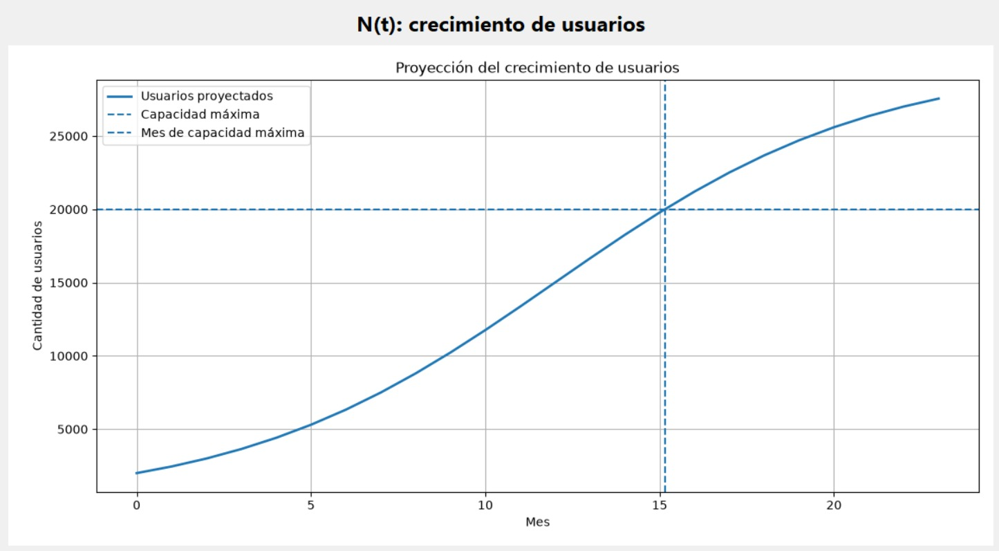 N(t): crecimiento de usuarios
Proyección del crecimiento de usuarios
Usuarios proyectados
Capacidad máxima
Mes de capacidad máxima
25000
20000
15000
10000
5000
Cantidad de usuarios
0 5 10 15 20
Mes